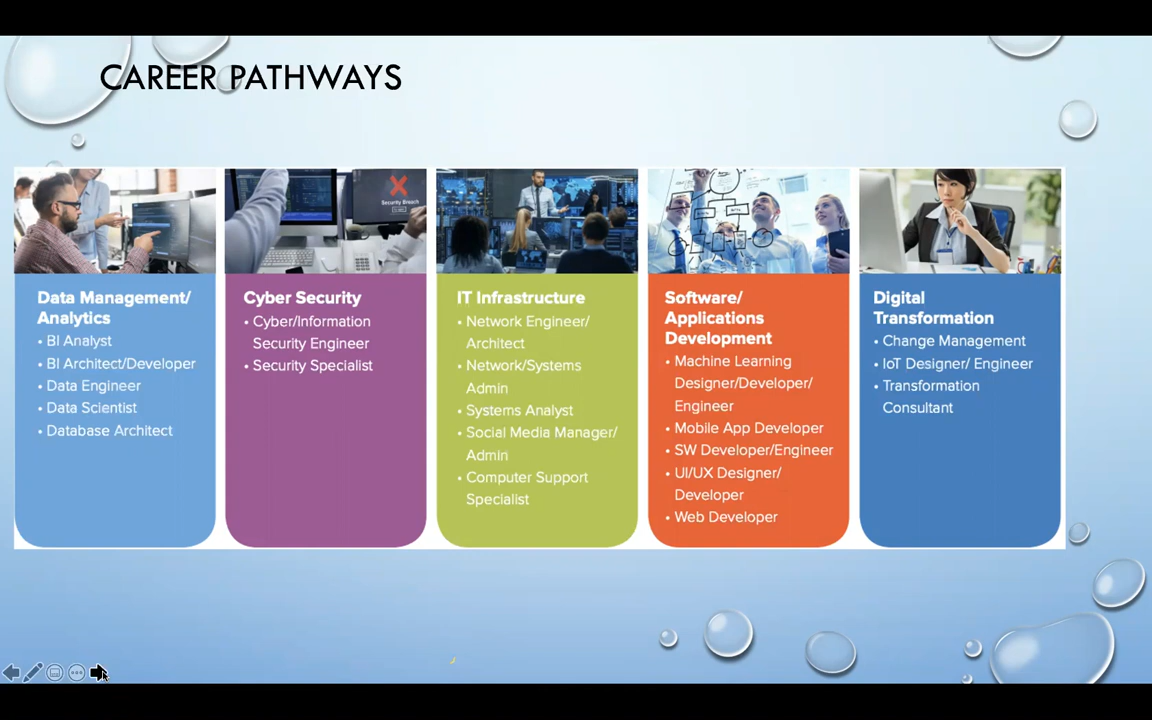 CAREER PATHWAYS
Security Breach
Data Management/
Analytics
• BI Analyst
• BI Architect/Developer
• Data Engineer
• Data Scientist
• Database Architect
Cyber Security
• Cyber/Information
Security Engineer
• Security Specialist
IT Infrastructure
• Network Engineer/
Architect
• Network/Systems
Admin
• Systems Analyst
• Social Media Manager/
Admin
• Computer Support
Specialist
Software/
Applications
Development
• Machine Learning
Designer/Developer/
Engineer
• Mobile App Developer
• SW Developer/Engineer
• UI/UX Designer/
Developer
• Web Developer
Digital
Transformation
• Change Management
• IoT Designer/ Engineer
• Transformation
Consultant